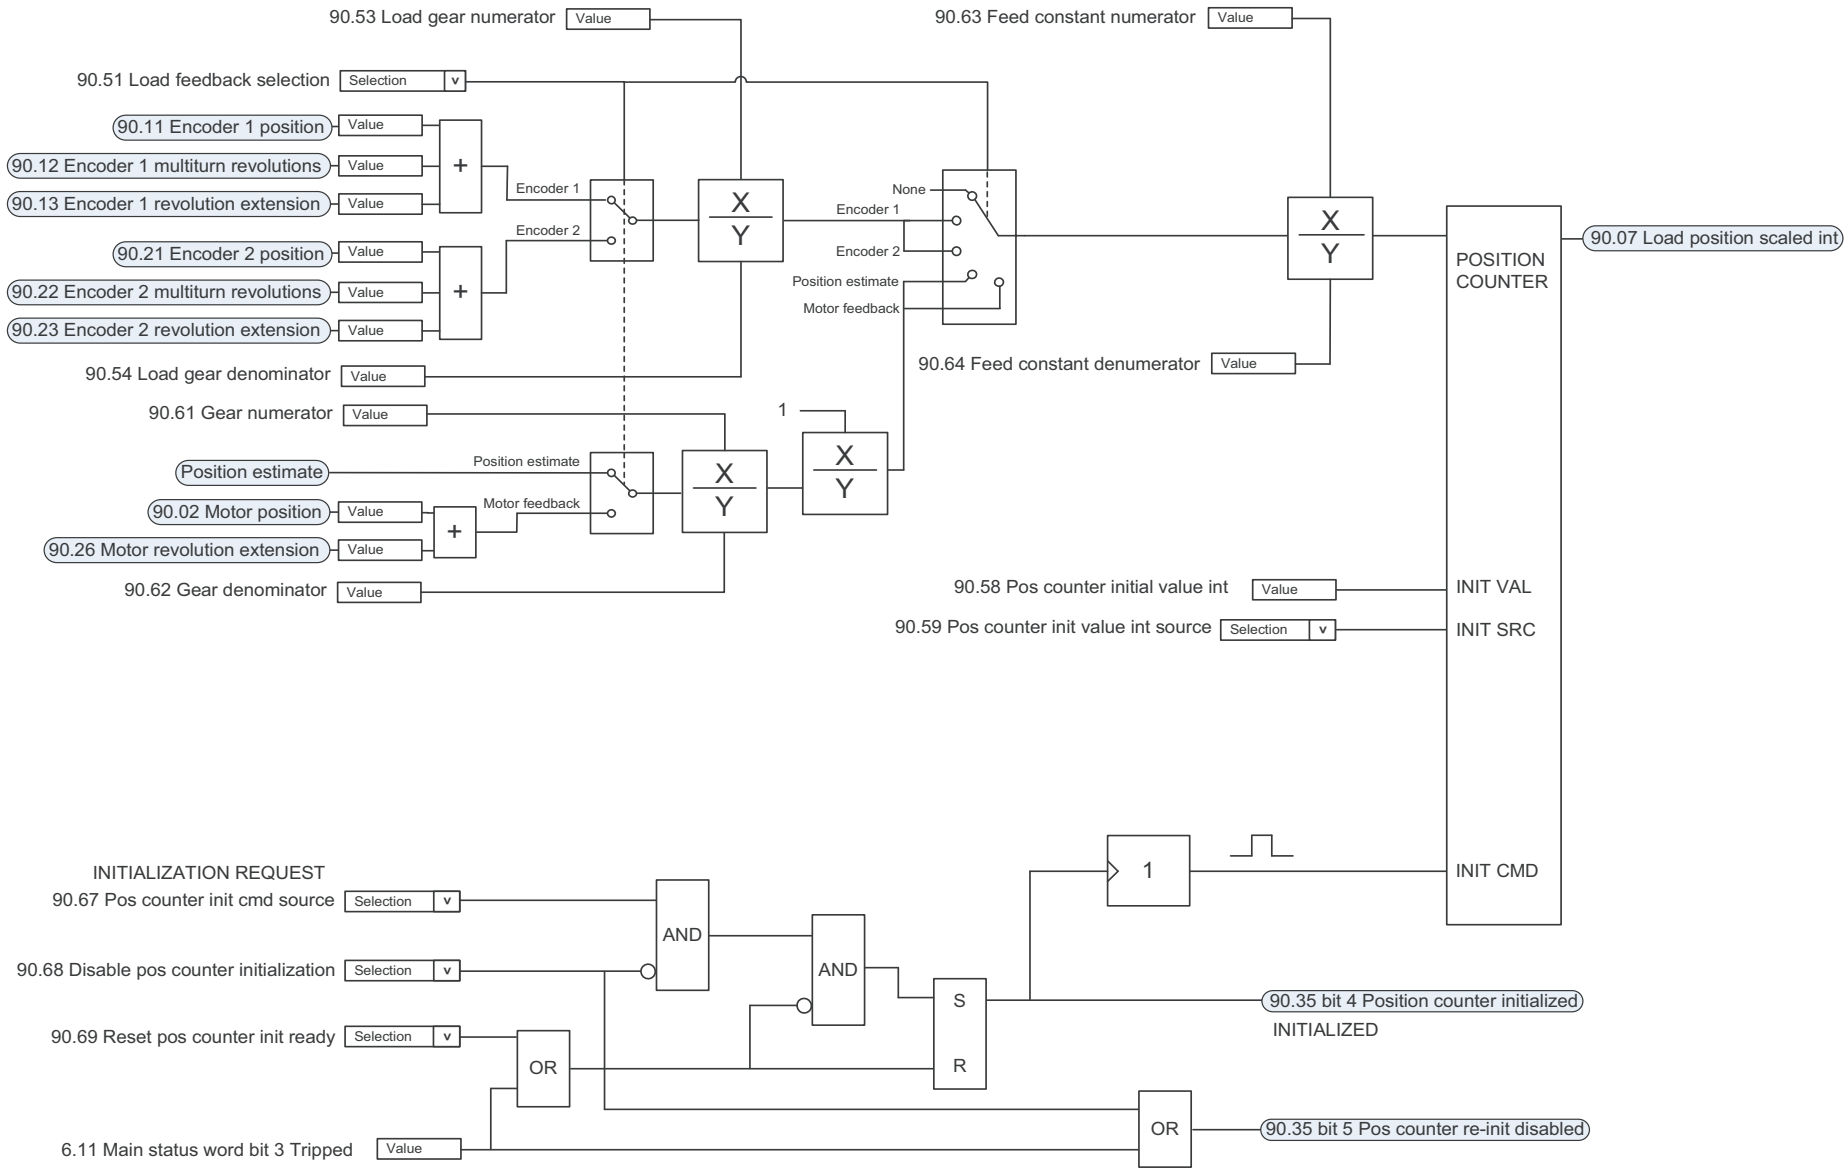 90.53 Load gear numerator Value
90.63 Feed constant numerator Value
90.51 Load feedback selection Selection v
90.11 Encoder 1 position Value
90.12 Encoder 1 multiturn revolutions Value
90.13 Encoder 1 revolution extension Value
+
90.21 Encoder 2 position Value
90.22 Encoder 2 multiturn revolutions Value
90.23 Encoder 2 revolution extension Value
+
Encoder 1
Encoder 2
X
Y
None
Encoder 1
Encoder 2
Position estimate
Motor feedback
X
Y
POSITION
COUNTER
90.07 Load position scaled int
90.54 Load gear denominator Value
90.64 Feed constant denumerator Value
90.61 Gear numerator Value
Position estimate
90.02 Motor position Value
90.26 Motor revolution extension Value
+
Position estimate
Motor feedback
X
Y
1
X
Y
90.62 Gear denominator Value
90.58 Pos counter initial value int Value
INIT VAL
90.59 Pos counter init value int source Selection v
INIT SRC
INITIALIZATION REQUEST
90.67 Pos counter init cmd source Selection v
90.68 Disable pos counter initialization Selection v
AND
AND
1
INIT CMD
90.69 Reset pos counter init ready Selection v
OR
S
R
90.35 bit 4 Position counter initialized
INITIALIZED
6.11 Main status word bit 3 Tripped Value
OR
90.35 bit 5 Pos counter re-init disabled